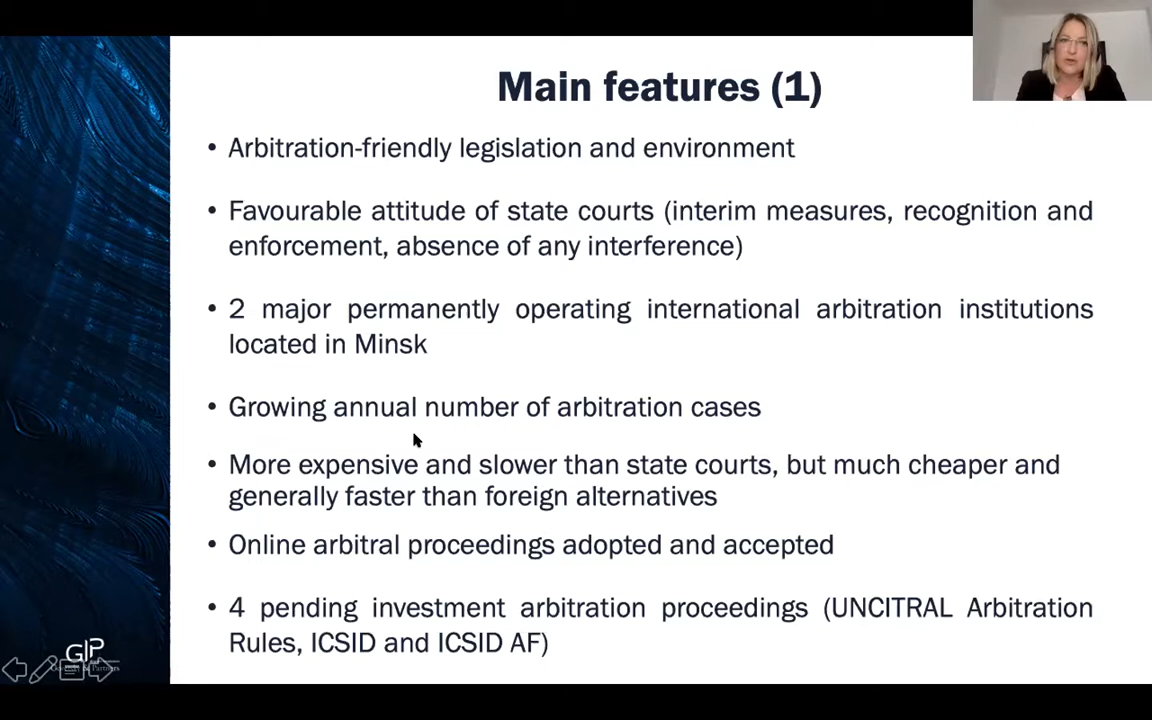 Main features (1)
• Arbitration-friendly legislation and environment
• Favourable attitude of state courts (interim measures, recognition and
enforcement, absence of any interference)
• 2 major permanently operating international arbitration institutions
located in Minsk
• Growing annual number of arbitration cases
• More expensive and slower than state courts, but much cheaper and
generally faster than foreign alternatives
• Online arbitral proceedings adopted and accepted
• 4 pending investment arbitration proceedings (UNCITRAL Arbitration
Rules, ICSID and ICSID AF)
GIP